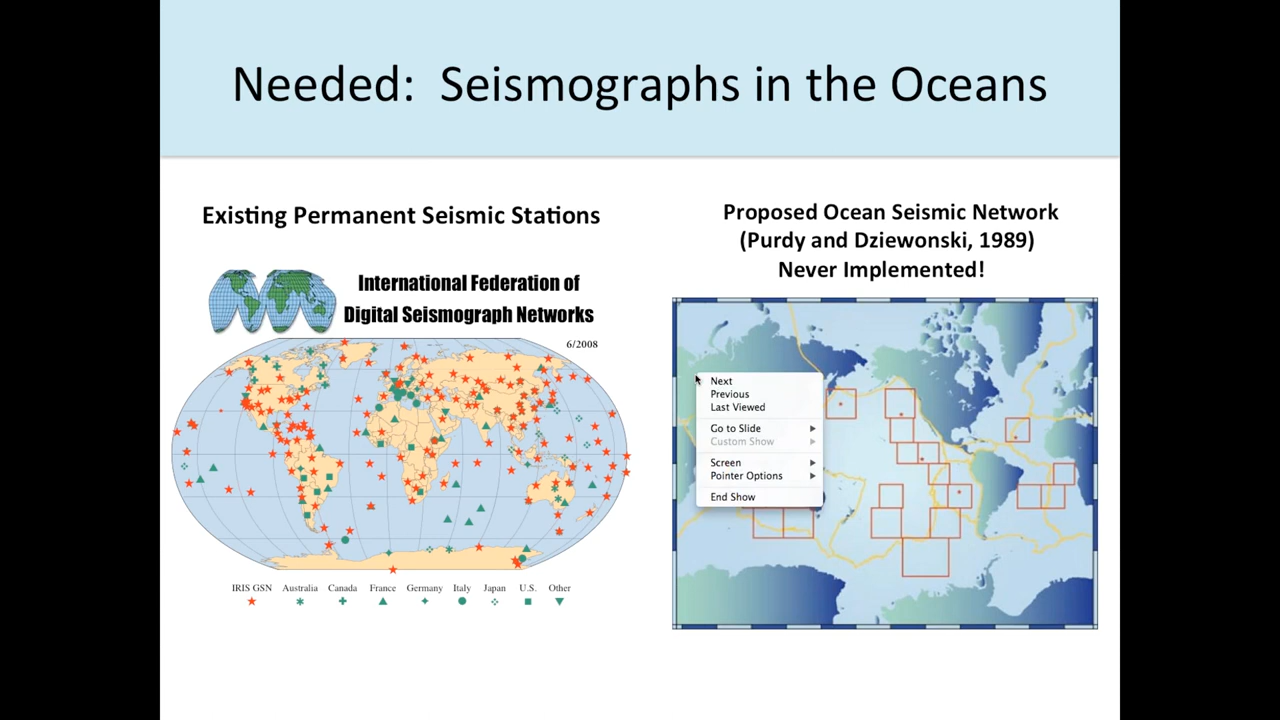 Needed:  Seismographs in the Oceans
Existing Permanent Seismic Stations
International Federation of
Digital Seismograph Networks
6/2008
IRIS GSN Australia Canada France Germany Italy Japan U.S. Other
Proposed Ocean Seismic Network
(Purdy and Dziewonski, 1989)
Never Implemented!
Next
Previous
Last Viewed
Go to Slide
Custom Show
Screen
Pointer Options
End Show